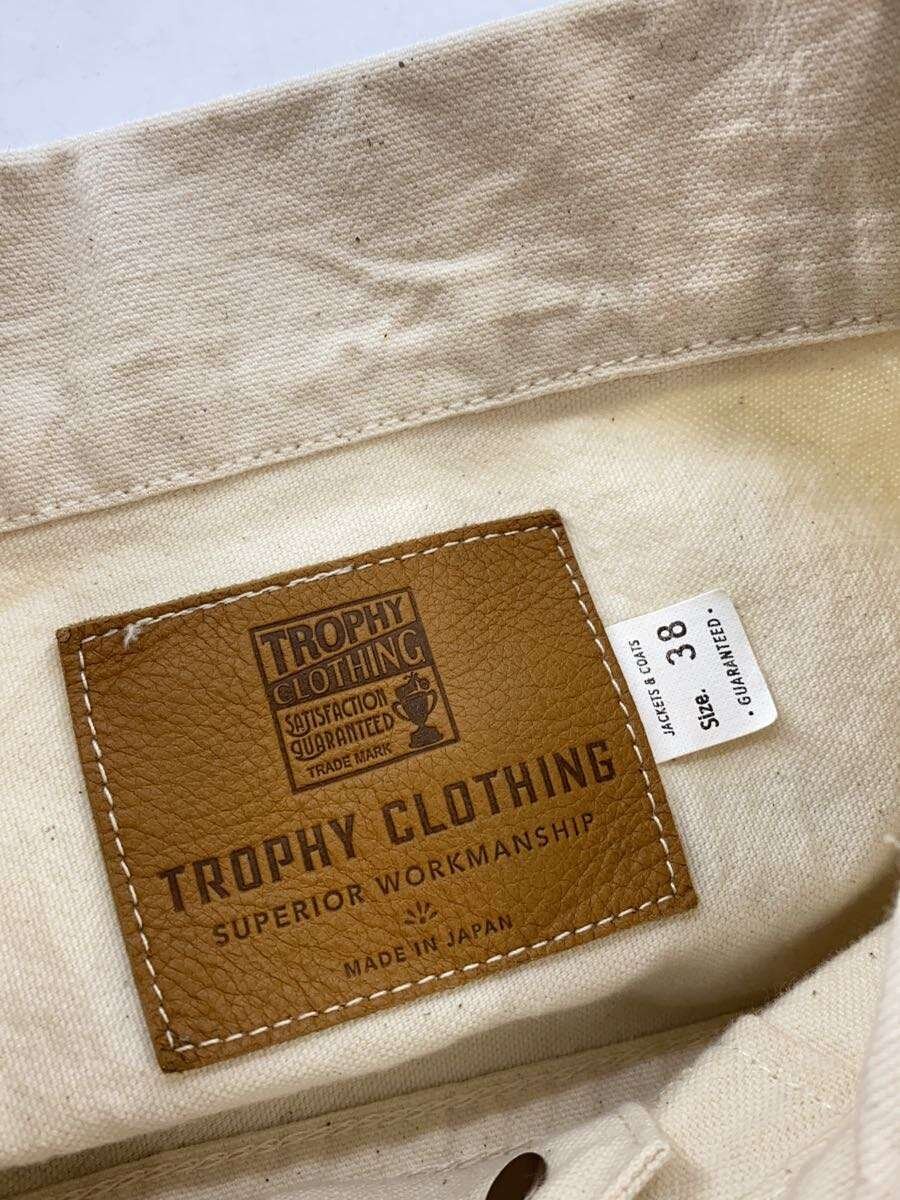 TROPHY
CLOTHING
SATISFACTION
GUARANTEED
TRADE MARK
TROPHY CLOTHING
SUPERIOR WORKMANSHIP
MADE IN JAPAN
JACKETS & COATS
Size. 38
• GUARANTEED •